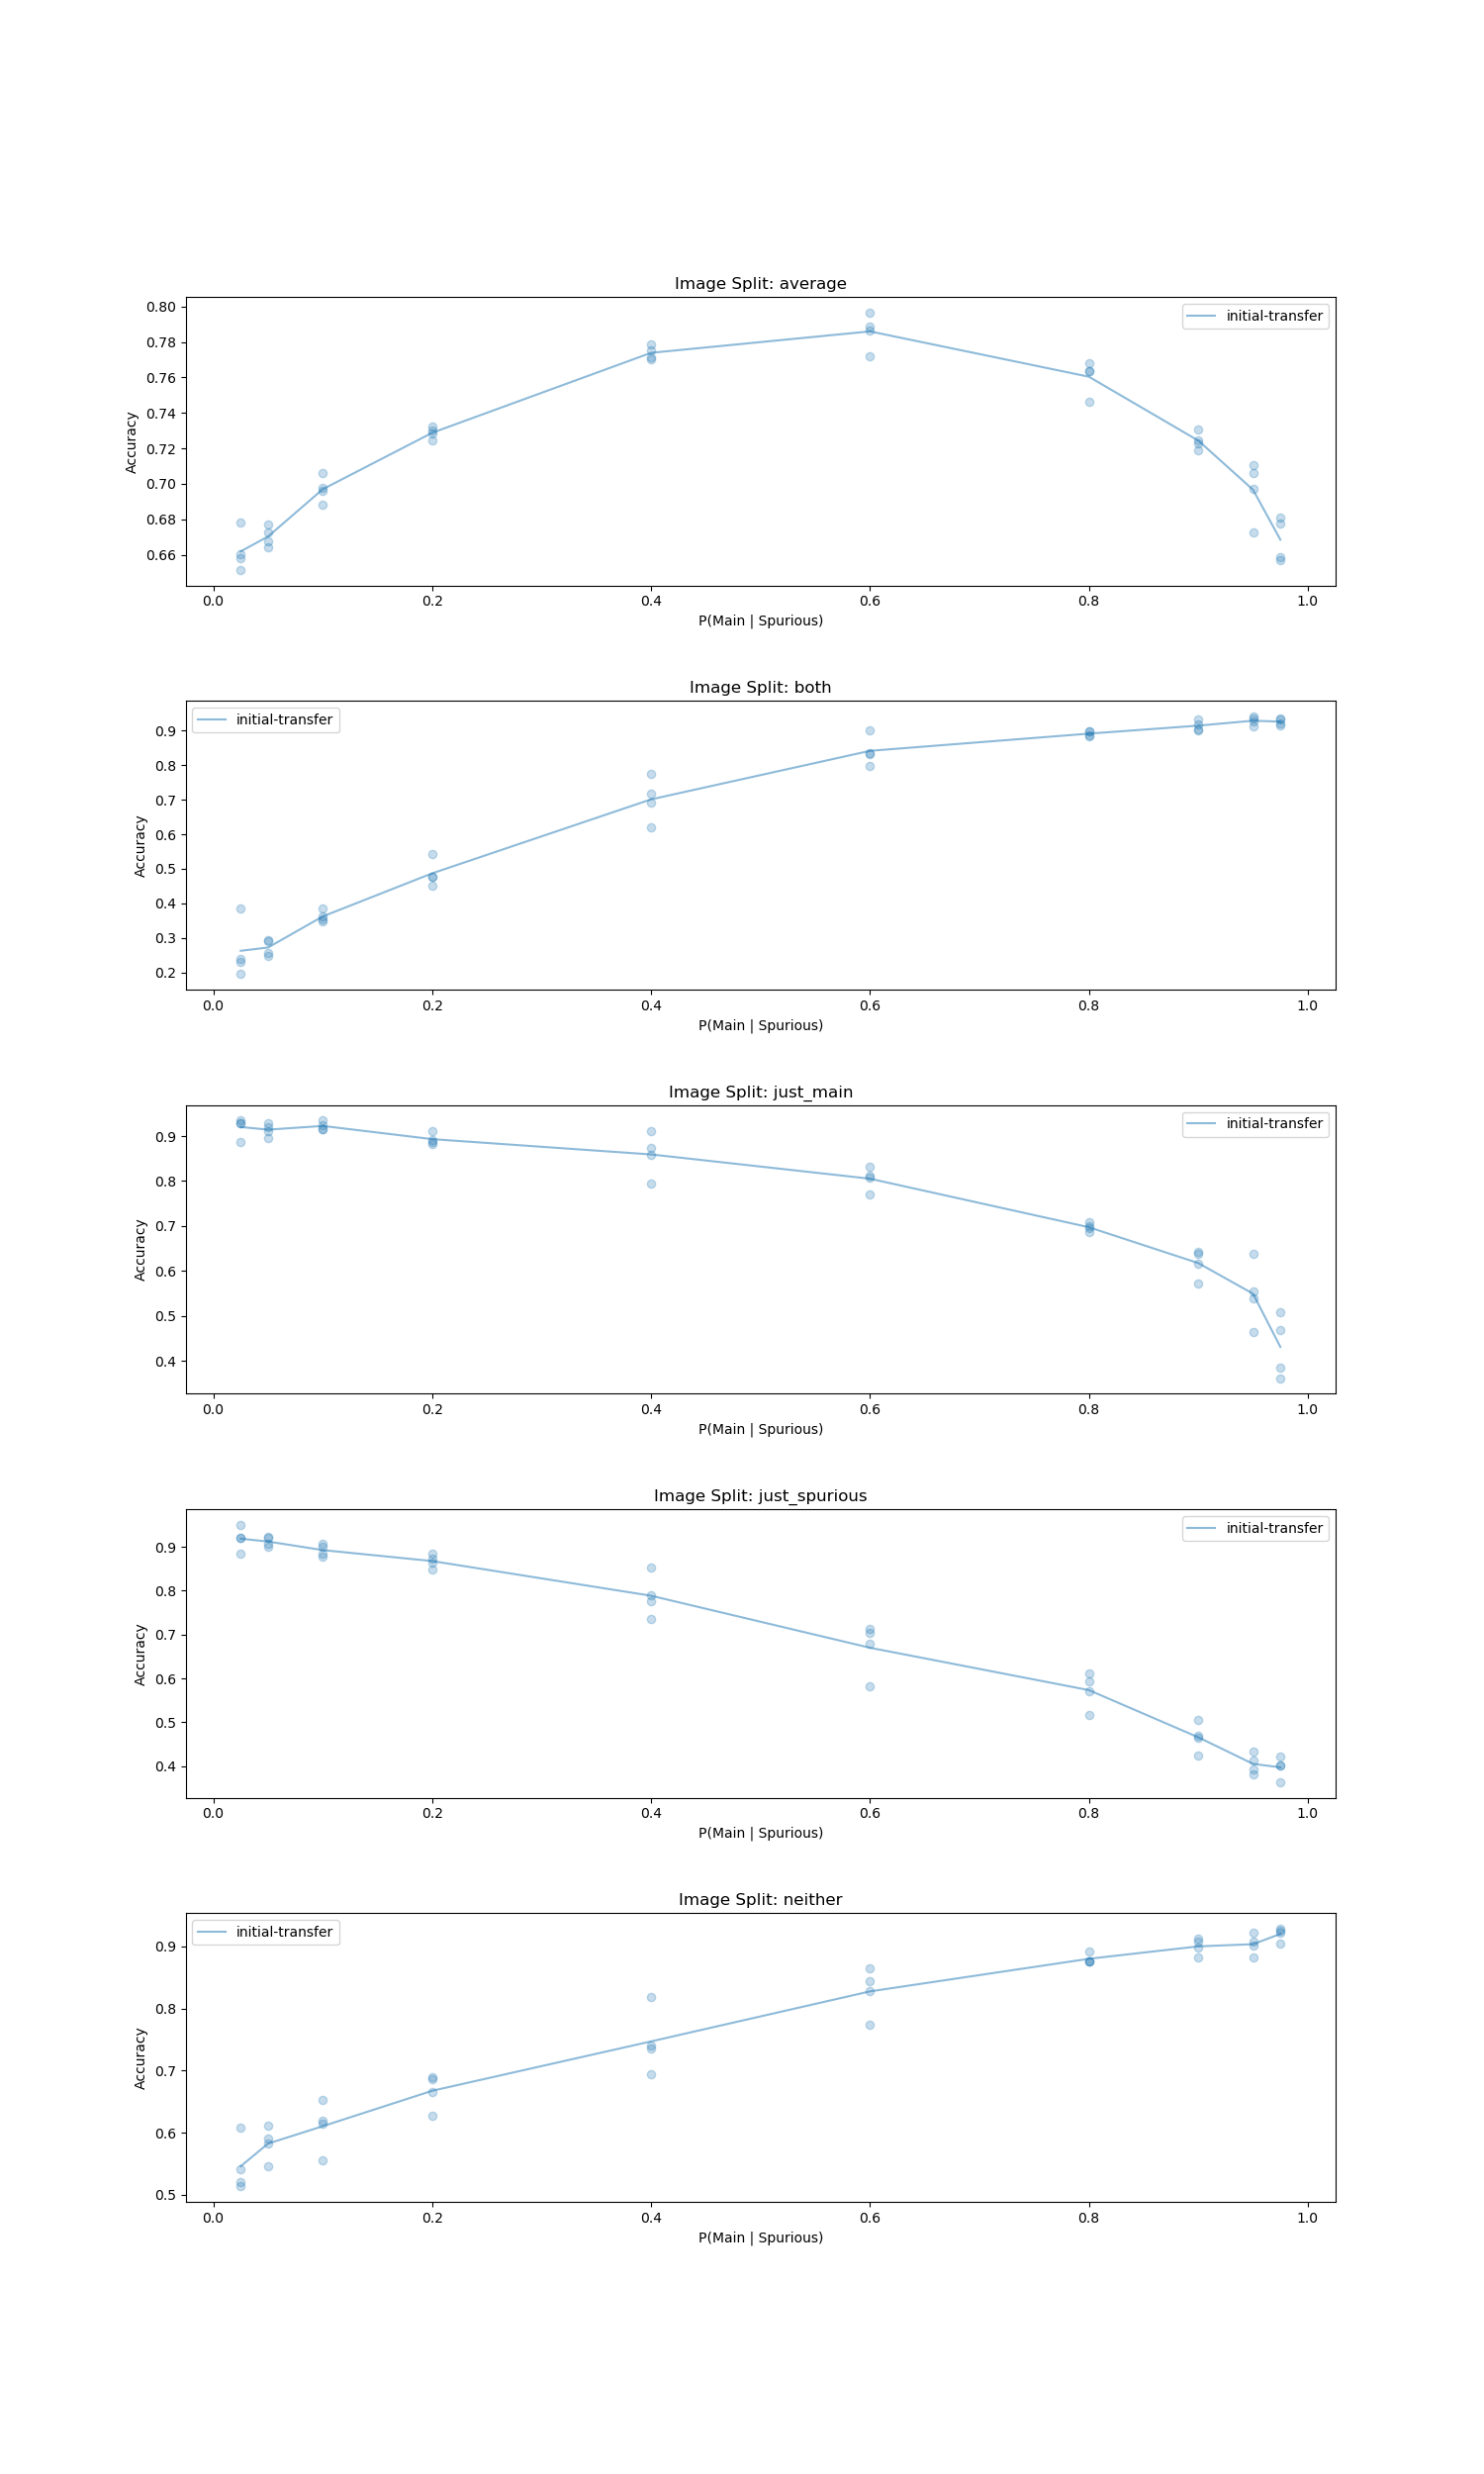 Image Split: average
initial-transfer
Accuracy
0.80
0.78
0.76
0.74
0.72
0.70
0.68
0.66
0.0 0.2 0.4 0.6 0.8 1.0
P(Main | Spurious)
Image Split: both
initial-transfer
Accuracy
0.9
0.8
0.7
0.6
0.5
0.4
0.3
0.2
0.0 0.2 0.4 0.6 0.8 1.0
P(Main | Spurious)
Image Split: just_main
initial-transfer
Accuracy
0.9
0.8
0.7
0.6
0.5
0.4
0.0 0.2 0.4 0.6 0.8 1.0
P(Main | Spurious)
Image Split: just_spurious
initial-transfer
Accuracy
0.9
0.8
0.7
0.6
0.5
0.4
0.0 0.2 0.4 0.6 0.8 1.0
P(Main | Spurious)
Image Split: neither
initial-transfer
Accuracy
0.9
0.8
0.7
0.6
0.5
0.0 0.2 0.4 0.6 0.8 1.0
P(Main | Spurious)